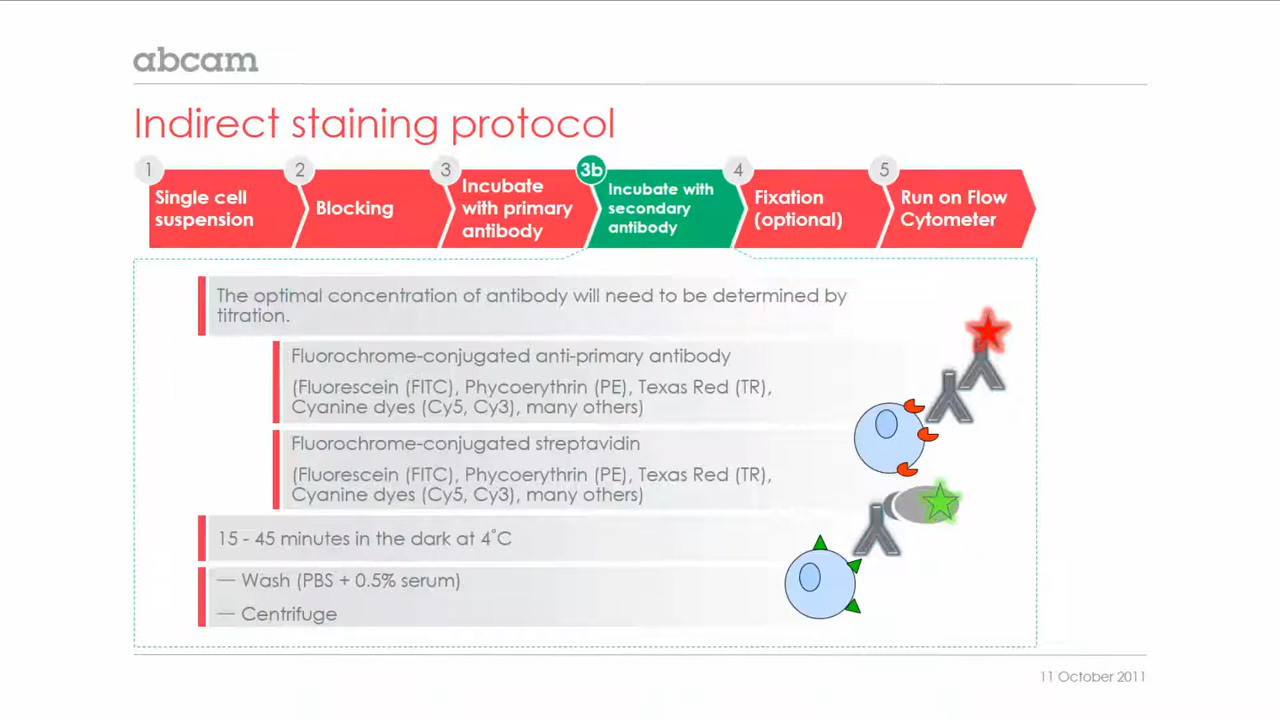 abcam
Indirect staining protocol
1
Single cell
suspension
2
Blocking
3
Incubate
with primary
antibody
3b
Incubate with
secondary
antibody
4
Fixation
(optional)
5
Run on Flow
Cytometer
The optimal concentration of antibody will need to be determined by
titration.
Fluorochrome-conjugated anti-primary antibody
(Fluorescein (FITC), Phycoerythrin (PE), Texas Red (TR),
Cyanine dyes (Cy5, Cy3), many others)
Fluorochrome-conjugated streptavidin
(Fluorescein (FITC), Phycoerythrin (PE), Texas Red (TR),
Cyanine dyes (Cy5, Cy3), many others)
15 - 45 minutes in the dark at 4˚C
— Wash (PBS + 0.5% serum)
— Centrifuge
11 October 2011